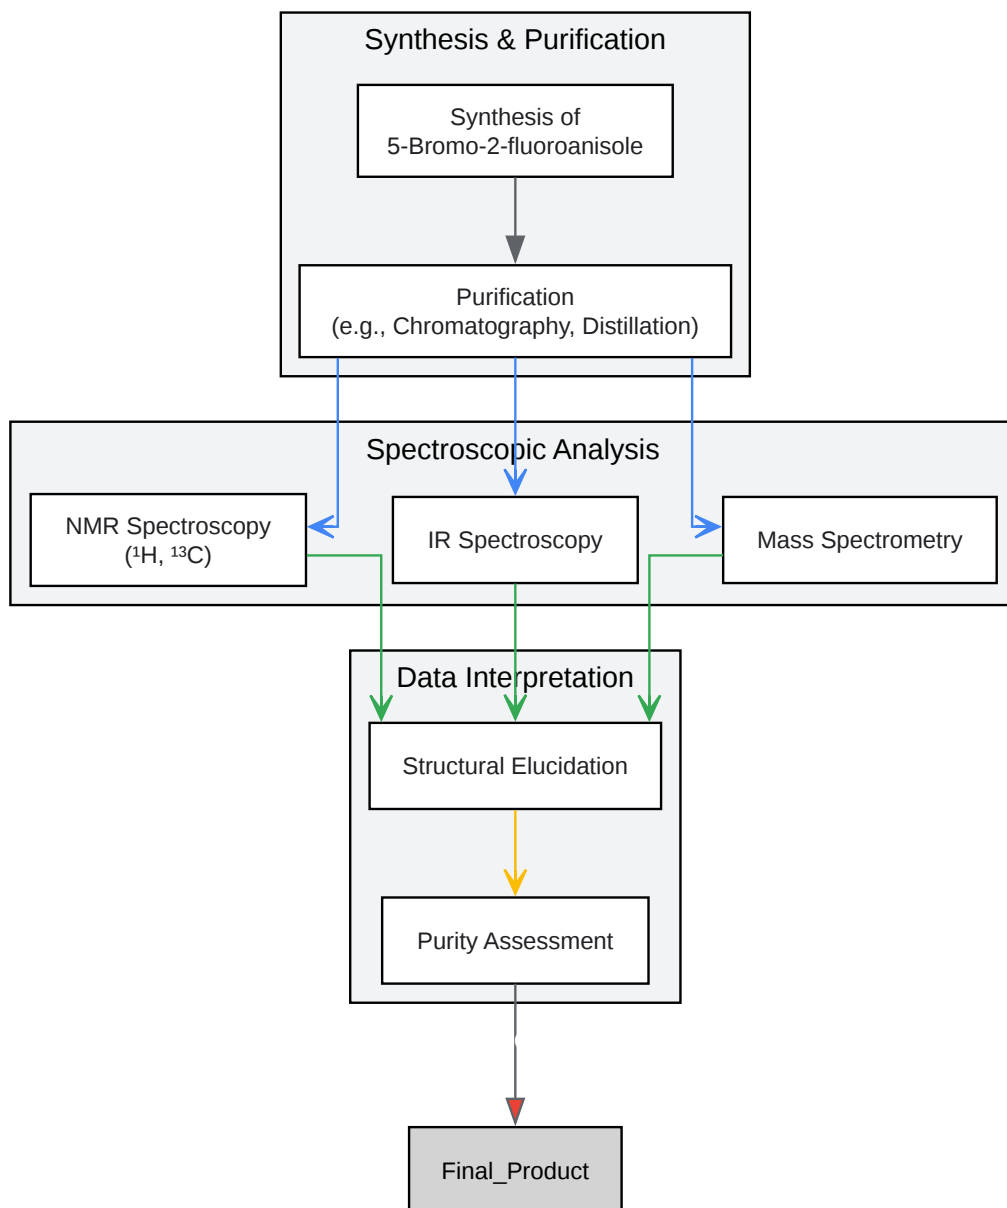 Synthesis & Purification
Synthesis of
5-Bromo-2-fluoroanisole
Purification
(e.g., Chromatography, Distillation)
Spectroscopic Analysis
NMR Spectroscopy
(¹H, ¹³C)
IR Spectroscopy
Mass Spectrometry
Data Interpretation
Structural Elucidation
Purity Assessment
Final_Product